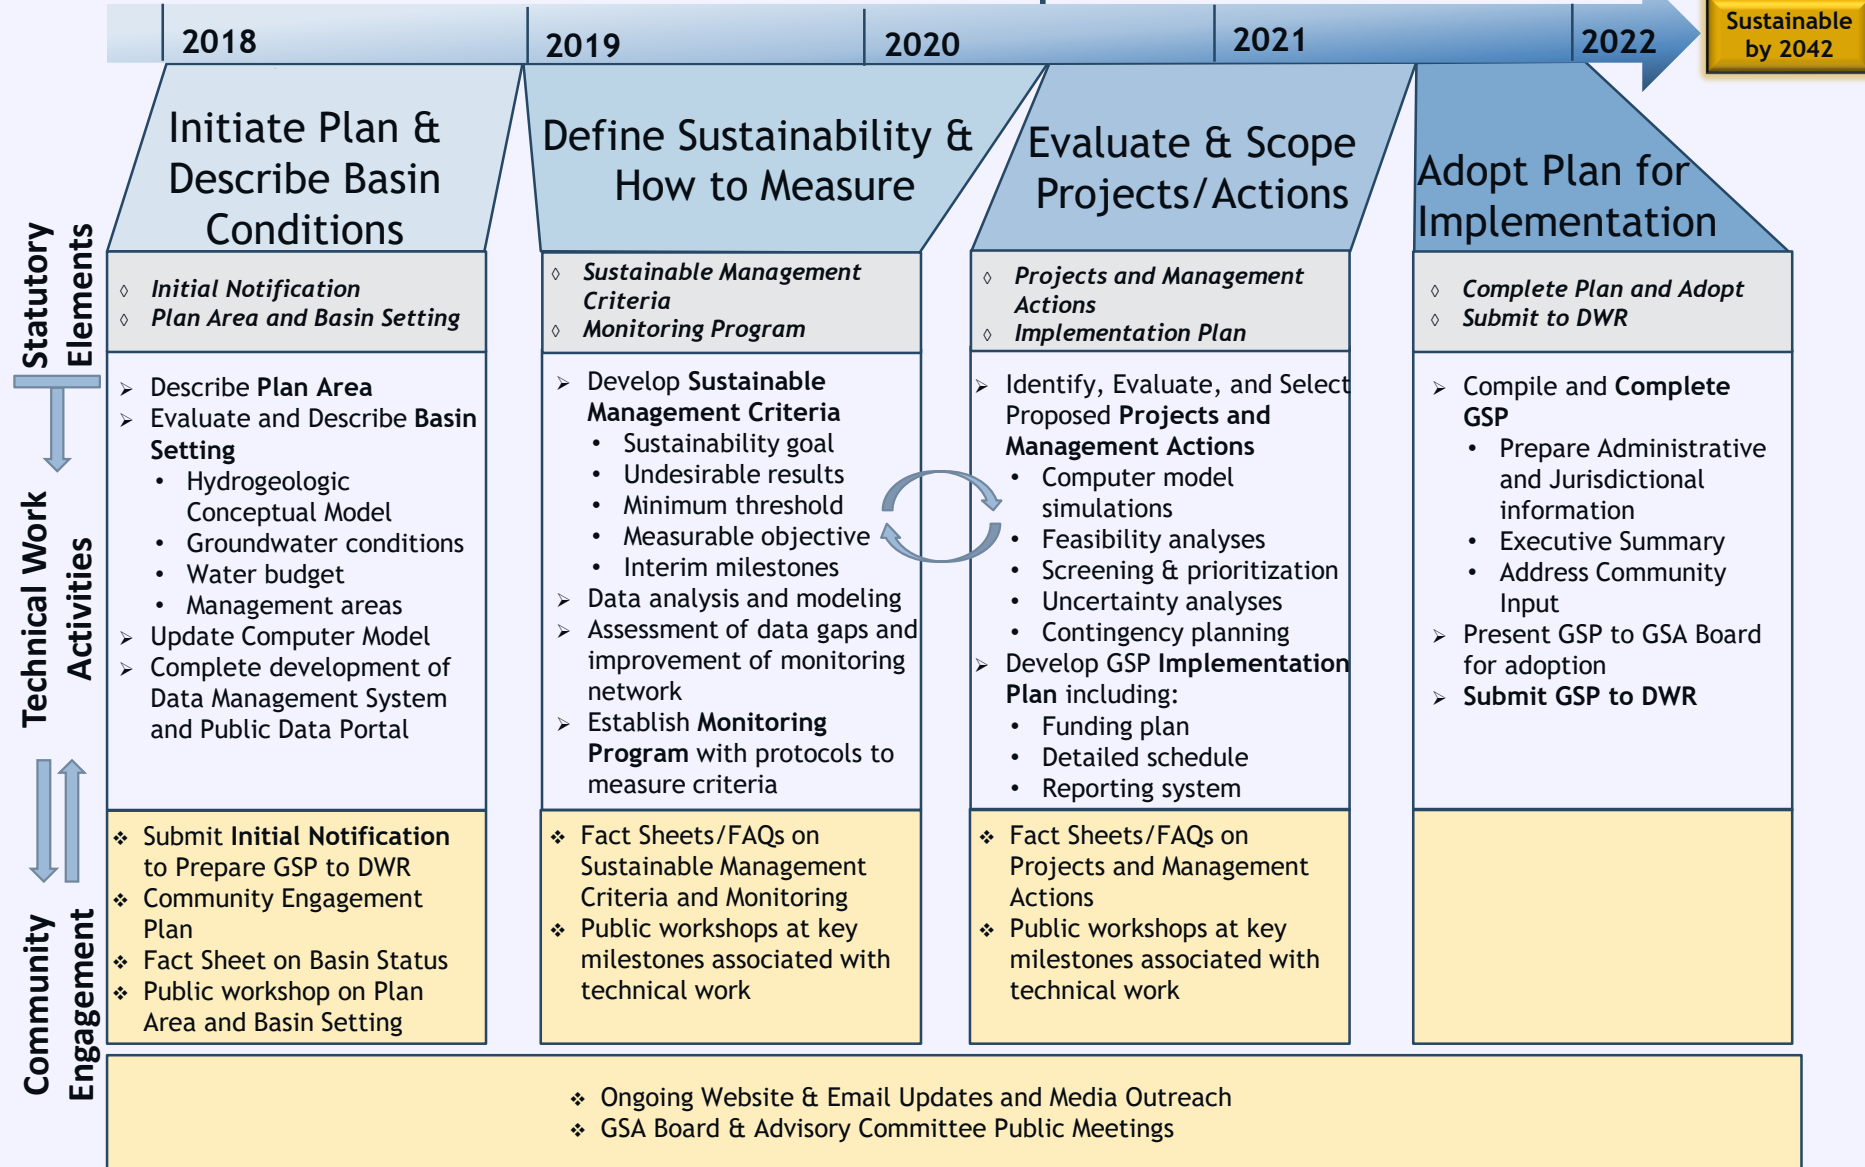 2018
2019
2020
2021
2022
Sustainable
by 2042
Initiate Plan &
Describe Basin
Conditions
Define Sustainability &
How to Measure
Evaluate & Scope
Projects/Actions
Adopt Plan for
Implementation
Statutory
Elements
◊ Initial Notification
◊ Plan Area and Basin Setting
◊ Sustainable Management
Criteria
◊ Monitoring Program
◊ Projects and Management
Actions
◊ Implementation Plan
◊ Complete Plan and Adopt
◊ Submit to DWR
Technical Work
Activities
➢ Describe Plan Area
➢ Evaluate and Describe Basin
Setting
• Hydrogeologic
Conceptual Model
• Groundwater conditions
• Water budget
• Management areas
➢ Update Computer Model
➢ Complete development of
Data Management System
and Public Data Portal
➢ Develop Sustainable
Management Criteria
• Sustainability goal
• Undesirable results
• Minimum threshold
• Measurable objective
• Interim milestones
➢ Data analysis and modeling
➢ Assessment of data gaps and
improvement of monitoring
network
➢ Establish Monitoring
Program with protocols to
measure criteria
➢ Identify, Evaluate, and Select
Proposed Projects and
Management Actions
• Computer model
simulations
• Feasibility analyses
• Screening & prioritization
• Uncertainty analyses
• Contingency planning
➢ Develop GSP Implementation
Plan including:
• Funding plan
• Detailed schedule
• Reporting system
➢ Compile and Complete
GSP
• Prepare Administrative
and Jurisdictional
information
• Executive Summary
• Address Community
Input
➢ Present GSP to GSA Board
for adoption
➢ Submit GSP to DWR
Community
Engagement
❖ Submit Initial Notification
to Prepare GSP to DWR
❖ Community Engagement
Plan
❖ Fact Sheet on Basin Status
❖ Public workshop on Plan
Area and Basin Setting
❖ Fact Sheets/FAQs on
Sustainable Management
Criteria and Monitoring
❖ Public workshops at key
milestones associated with
technical work
❖ Fact Sheets/FAQs on
Projects and Management
Actions
❖ Public workshops at key
milestones associated with
technical work
❖ Ongoing Website & Email Updates and Media Outreach
❖ GSA Board & Advisory Committee Public Meetings